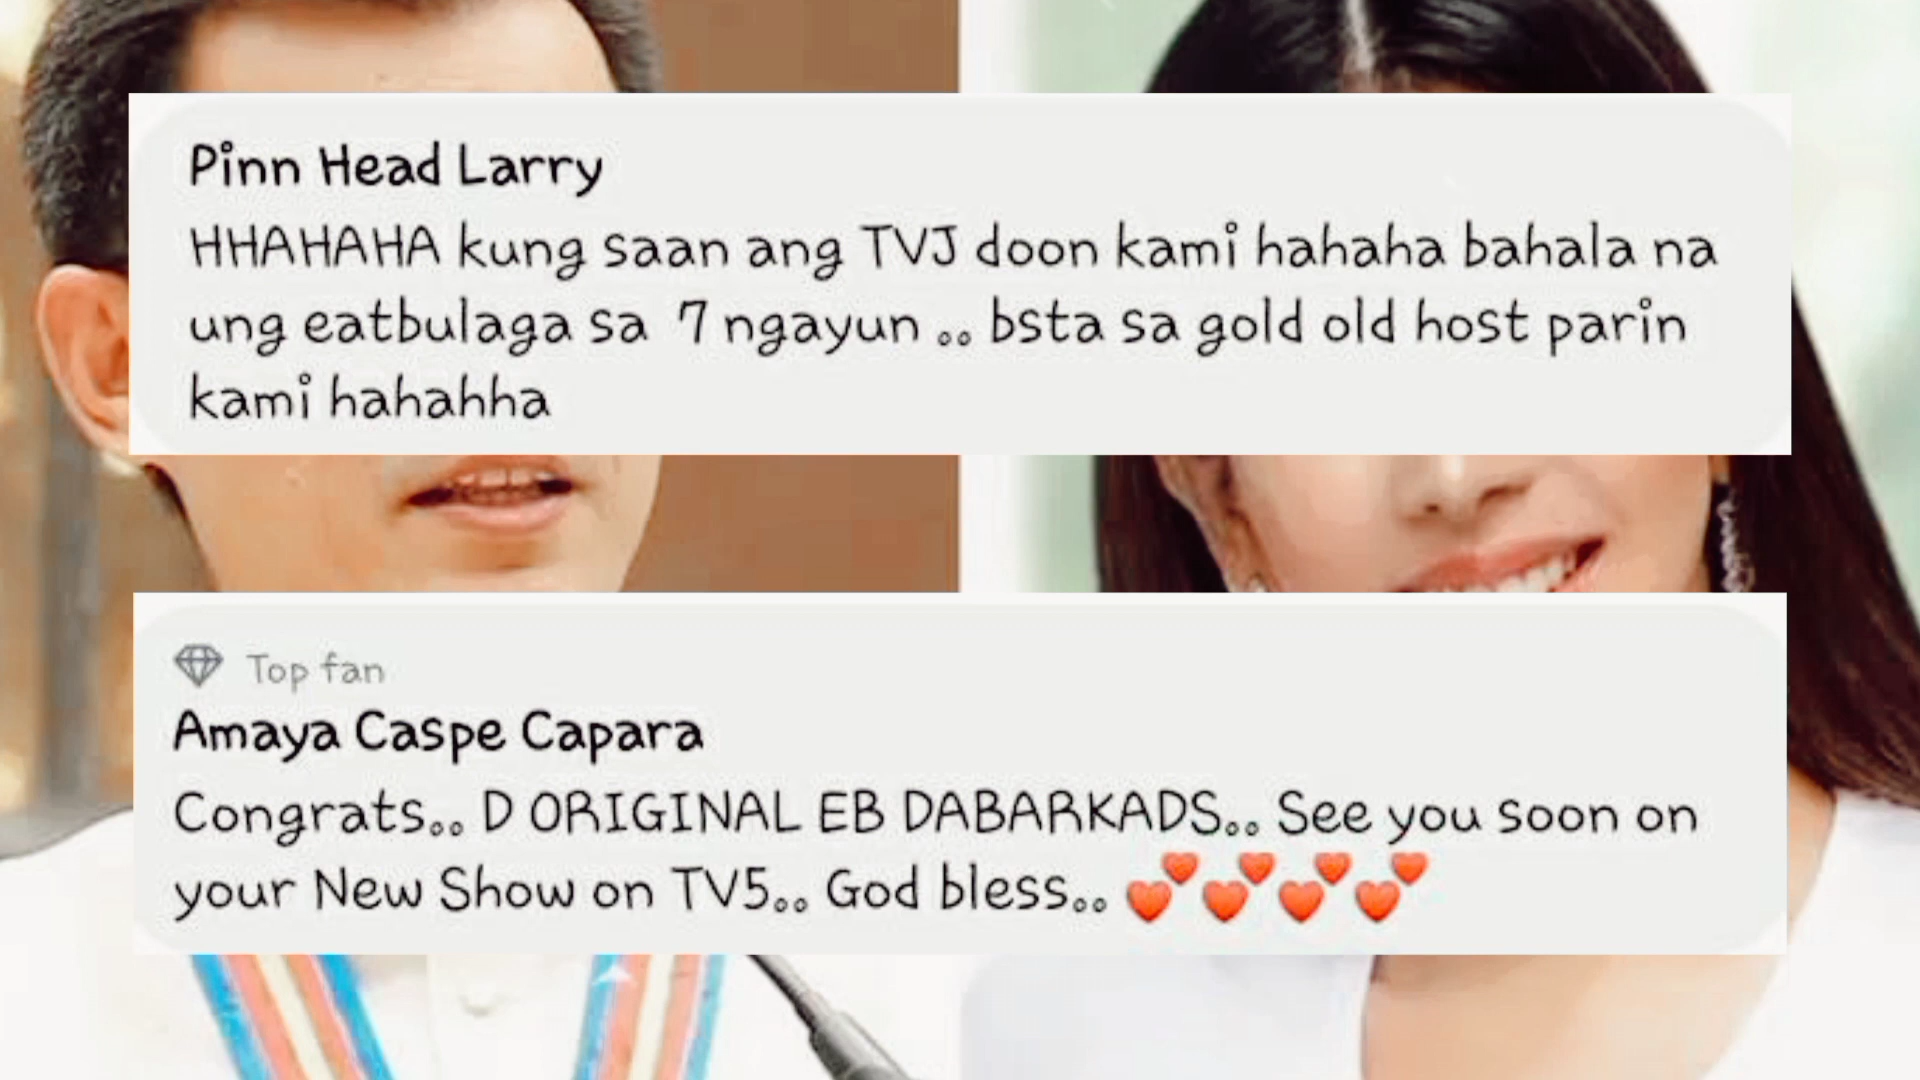 Pinn Head Larry
HHAHAHA kung saan ang TVJ doon kami hahaha bahala na
ung eatbulaga sa 7 ngayun .. bsta sa gold old host parin
kami hahahha
Top fan
Amaya Caspe Capara
Congrats.. D ORIGINAL EB DABARKADS.. See you soon on
your New Show on TV5.. God bless.. 💕💕💕💕